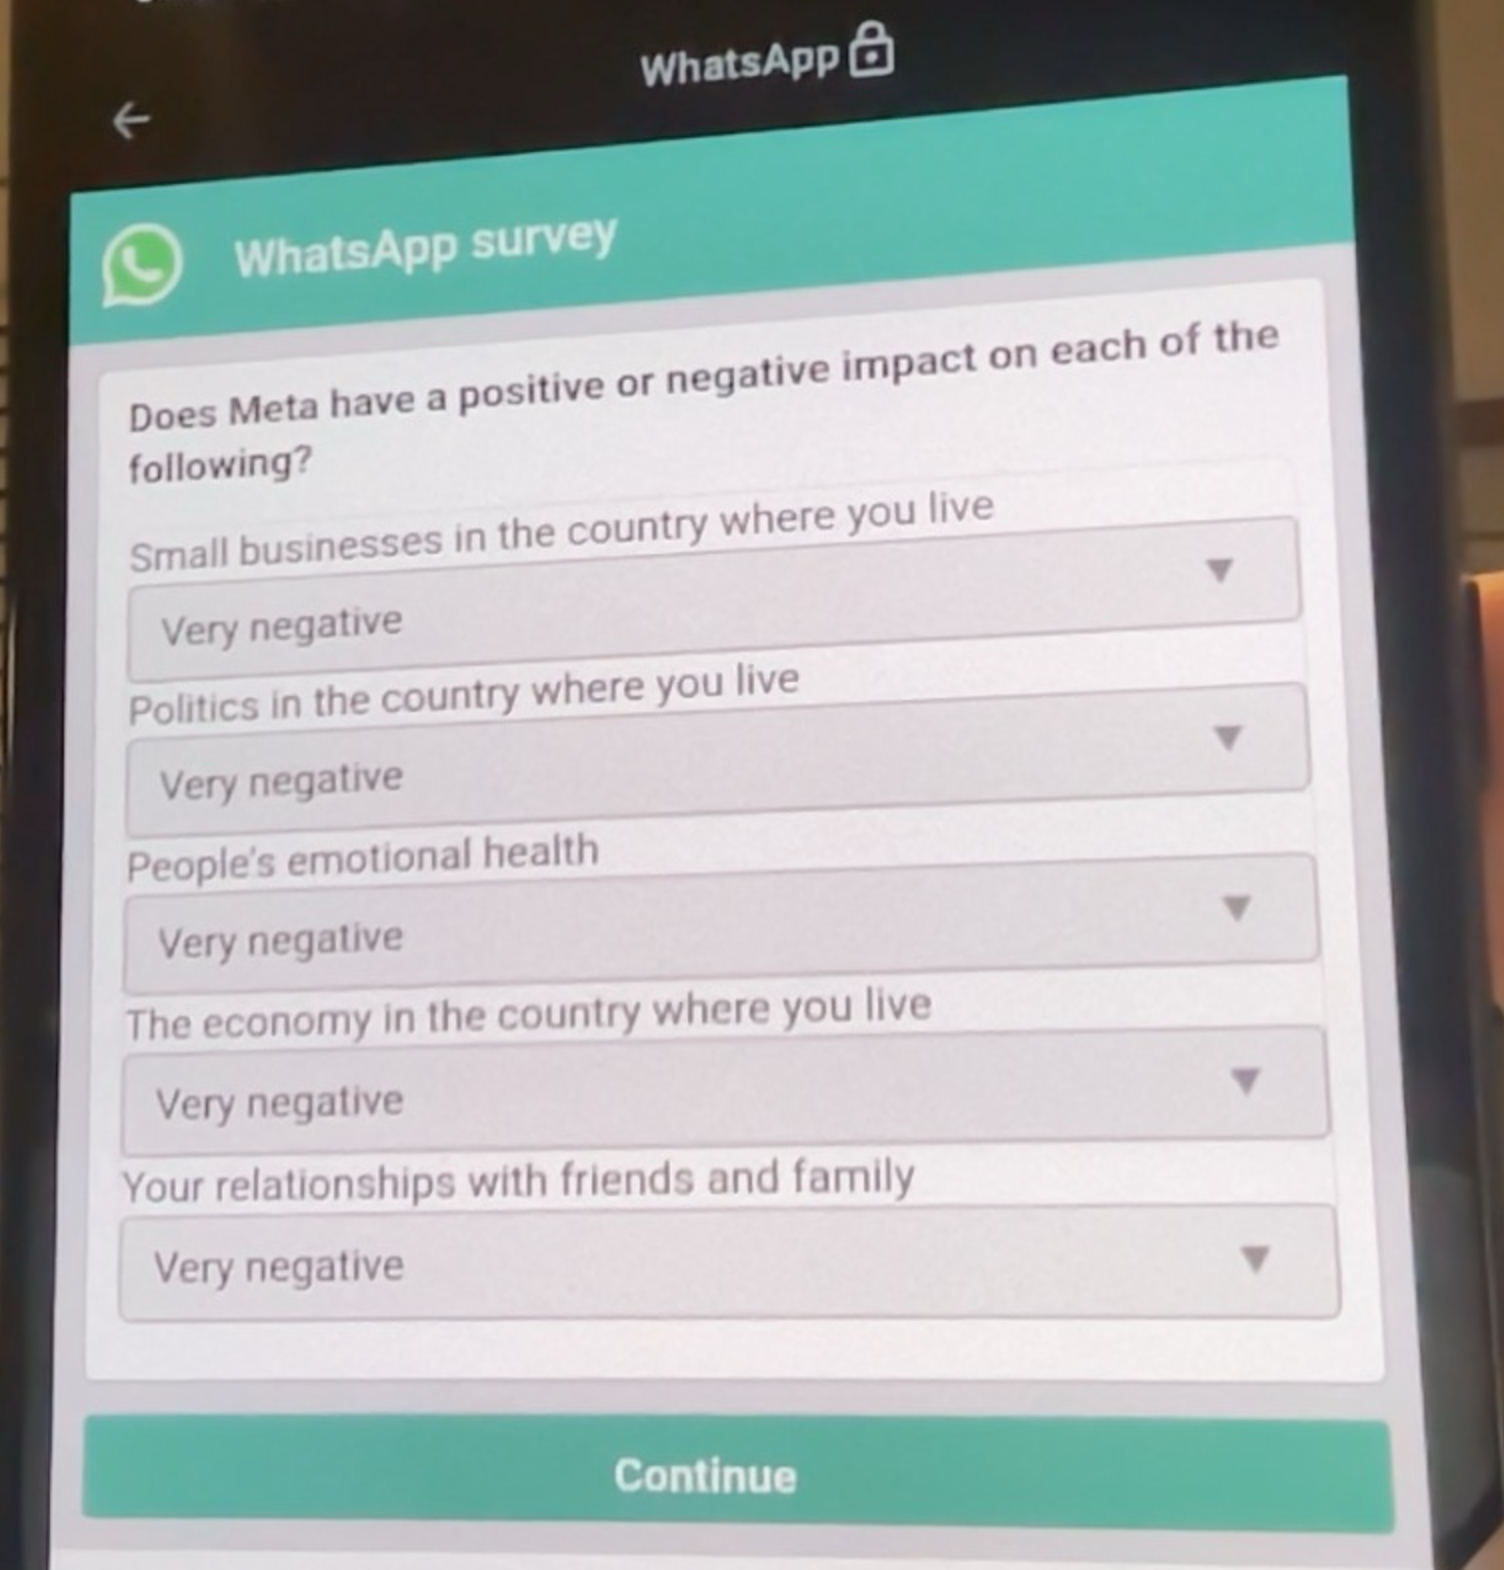 WhatsApp
WhatsApp survey
Does Meta have a positive or negative impact on each of the
following?
Small businesses in the country where you live
Very negative
Politics in the country where you live
Very negative
People's emotional health
Very negative
The economy in the country where you live
Very negative
Your relationships with friends and family
Very negative
Continue